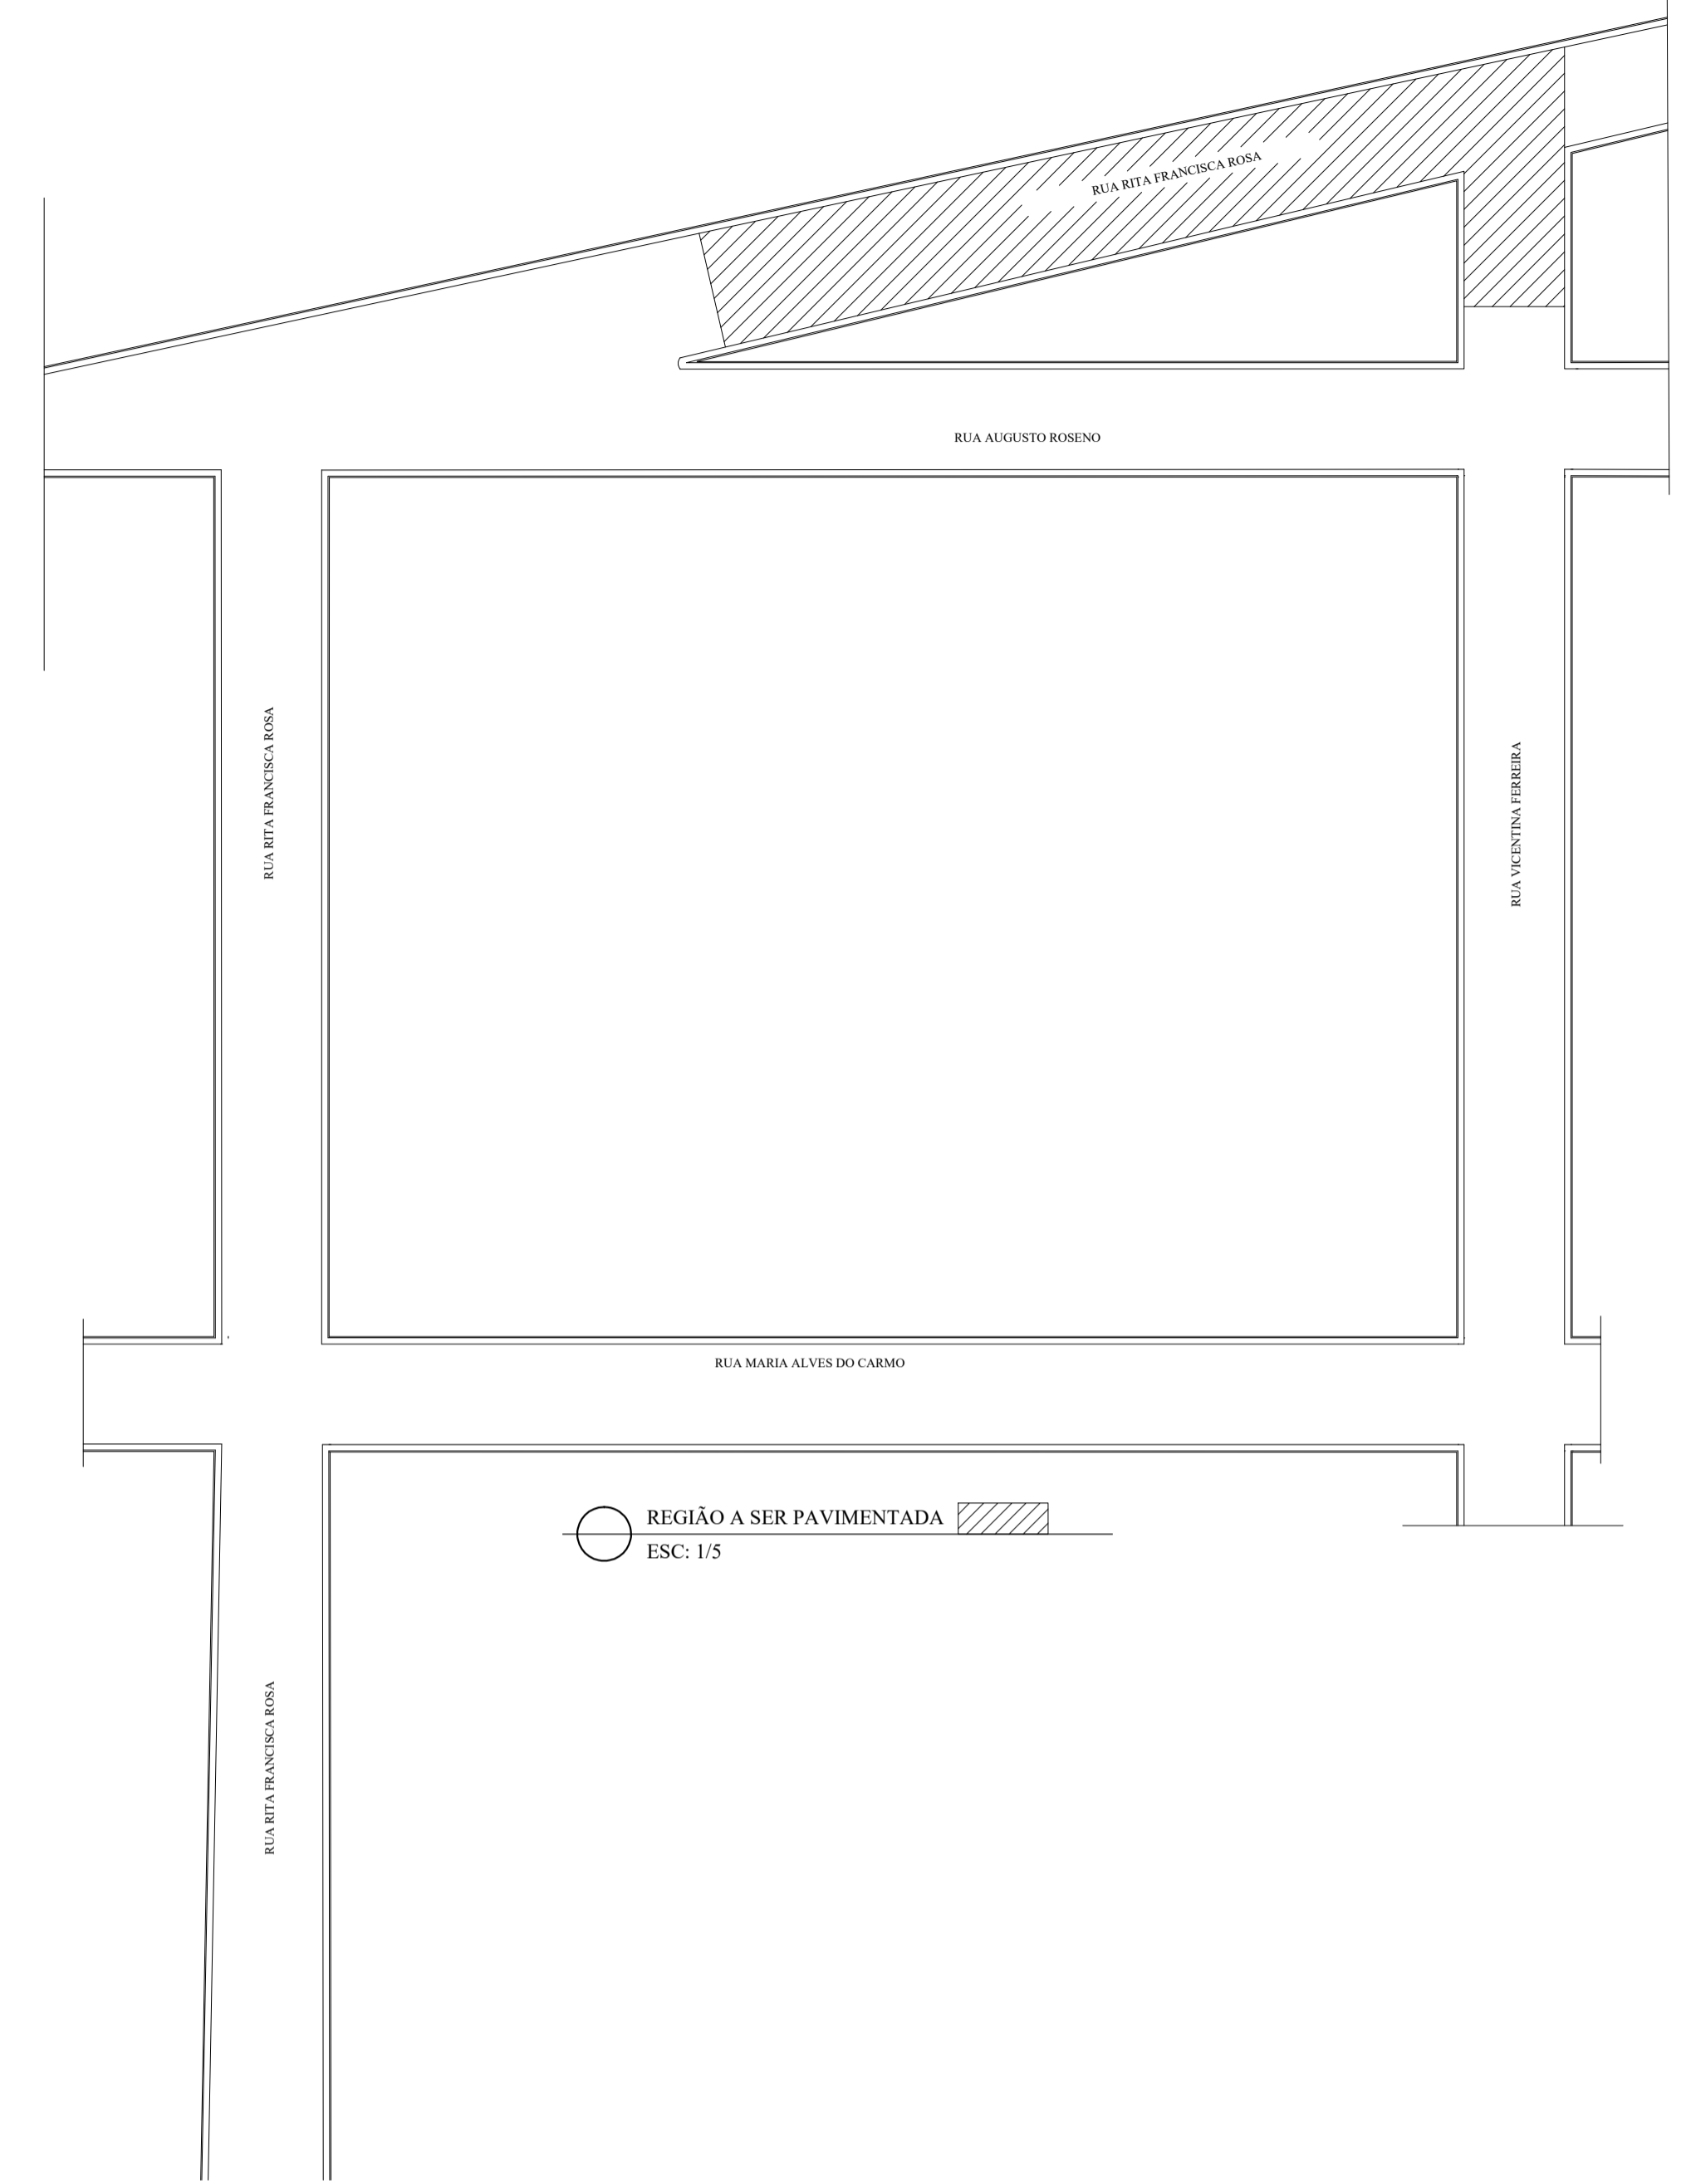 RUA RITA FRANCISCA ROSA
RUA AUGUSTO ROSENO
RUA RITA FRANCISCA ROSA
RUA VICENTINA FERREIRA
RUA MARIA ALVES DO CARMO
REGIÃO A SER PAVIMENTADA
ESC: 1/5
RUA RITA FRANCISCA ROSA